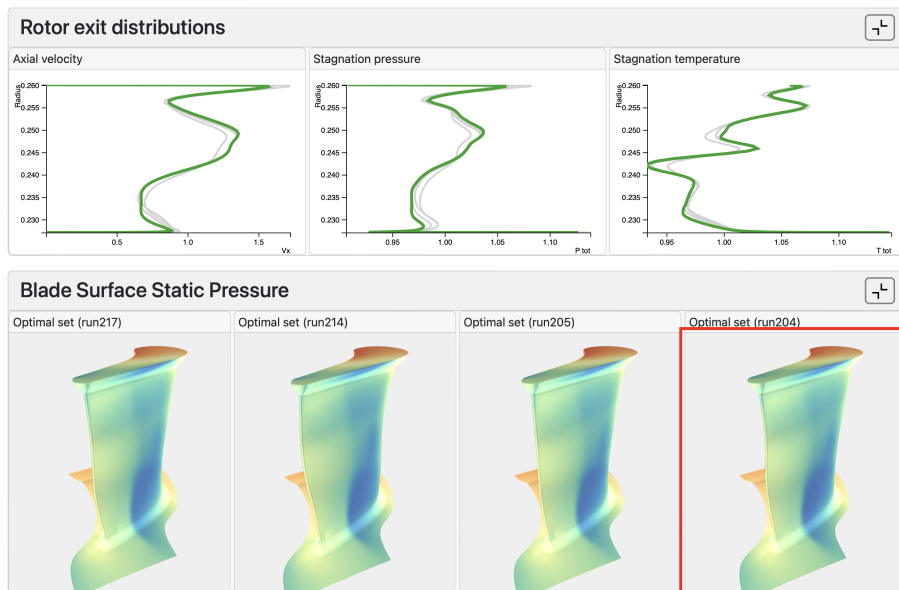 Rotor exit distributions
Axial velocity
Stagnation pressure
Stagnation temperature
Radius
0.260
0.255
0.250
0.245
0.235
0.230
0.5
1.0
1.5
Vx
Radius
0.260
0.255
0.250
0.245
0.240
0.235
0.230
0.95
1.00
1.05
1.10
P tot
Radius
0.260
0.255
0.250
0.245
0.240
0.235
0.230
0.95
1.00
1.05
1.10
T tot
Blade Surface Static Pressure
Optimal set (run217)
Optimal set (run214)
Optimal set (run205)
Optimal set (run204)